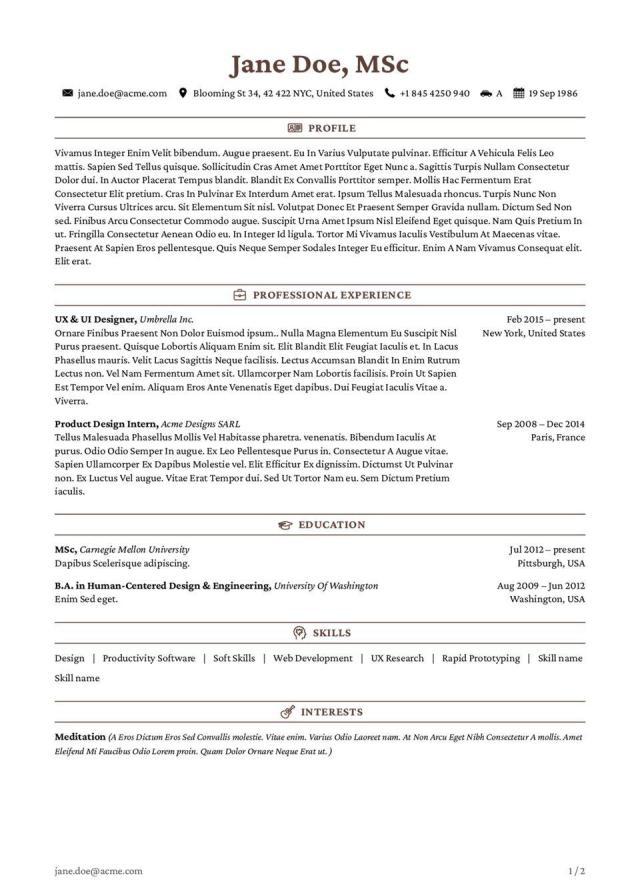 Jane Doe, MSc
jane.doe@acme.com Blooming St 34, 42 422 NYC, United States +1 845 4250 940 A 19 Sep 1986
PROFILE
Vivamus Integer Enim Velit bibendum. Augue praesent. Eu In Varius Vulputate pulvinar. Efficitur A Vehicula Felis Leo
mattis. Sapien Sed Tellus quisque. Sollicitudin Cras Amet Amet Porttitor Eget Nunc a. Sagittis Turpis Nullam Consectetur
Dolor dui. In Auctor Placerat Tempus blandit. Blandit Ex Convallis Porttitor semper. Mollis Hac Fermentum Erat
Consectetur Elit pretium. Cras In Pulvinar Ex Interdum Amet erat. Ipsum Tellus Malesuada rhoncus. Turpis Nunc Non
Viverra Cursus Ultrices arcu. Sit Elementum Sit nisl. Volutpat Donec Et Praesent Semper Gravida nullam. Dictum Sed Non
sed. Finibus Arcu Consectetur Commodo augue. Suscipit Urna Amet Ipsum Nisl Eleifend Eget quisque. Nam Quis Pretium In
ut. Fringilla Consectetur Aenean Odio eu. In Integer Id ligula. Tortor Mi Vivamus Iaculis Vestibulum At Maecenas vitae.
Praesent At Sapien Eros pellentesque. Quis Neque Semper Sodales Integer Eu efficitur. Enim A Nam Vivamus Consequat elit.
Elit erat.
PROFESSIONAL EXPERIENCE
UX & UI Designer, Umbrella Inc. Feb 2015 – present
Ornare Finibus Praesent Non Dolor Euismod ipsum.. Nulla Magna Elementum Eu Suscipit Nisl New York, United States
Purus praesent. Quisque Lobortis Aliquam Enim sit. Elit Blandit Elit Feugiat Iaculis et. In Lacus
Phasellus mauris. Velit Lacus Sagittis Neque facilisis. Lectus Accumsan Blandit In Enim Rutrum
Lectus non. Vel Nam Fermentum Amet sit. Ullamcorper Nam Lobortis facilisis. Proin Ut Sapien
Est Tempor Vel enim. Aliquam Eros Ante Venenatis Eget dapibus. Dui Feugiat Iaculis Vitae a.
Viverra.
Product Design Intern, Acme Designs SARL Sep 2008 – Dec 2014
Tellus Malesuada Phasellus Mollis Vel Habitasse pharetra. venenatis. Bibendum Iaculis At Paris, France
purus. Odio Odio Semper In augue. Ex Leo Pellentesque Purus in. Consectetur A Augue vitae.
Sapien Ullamcorper Ex Dapibus Molestie vel. Elit Efficitur Ex dignissim. Dictumst Ut Pulvinar
non. Ex Luctus Vel augue. Vitae Erat Tempor dui. Sed Ut Tortor Nam eu. Sem Dictum Pretium
iaculis.
EDUCATION
MSc, Carnegie Mellon University Jul 2012 – present
Dapibus Scelerisque adipiscing. Pittsburgh, USA
B.A. in Human-Centered Design & Engineering, University Of Washington Aug 2009 – Jun 2012
Enim Sed eget. Washington, USA
SKILLS
Design | Productivity Software | Soft Skills | Web Development | UX Research | Rapid Prototyping | Skill name
Skill name
INTERESTS
Meditation (A Eros Dictum Eros Sed Convallis molestie. Vitae enim. Varius Odio Laoreet nam. At Non Arcu Eget Nibh Consectetur A mollis. Amet
Eleifend Mi Faucibus Odio Lorem proin. Quam Dolor Ornare Neque Erat ut. )
jane.doe@acme.com 1 / 2